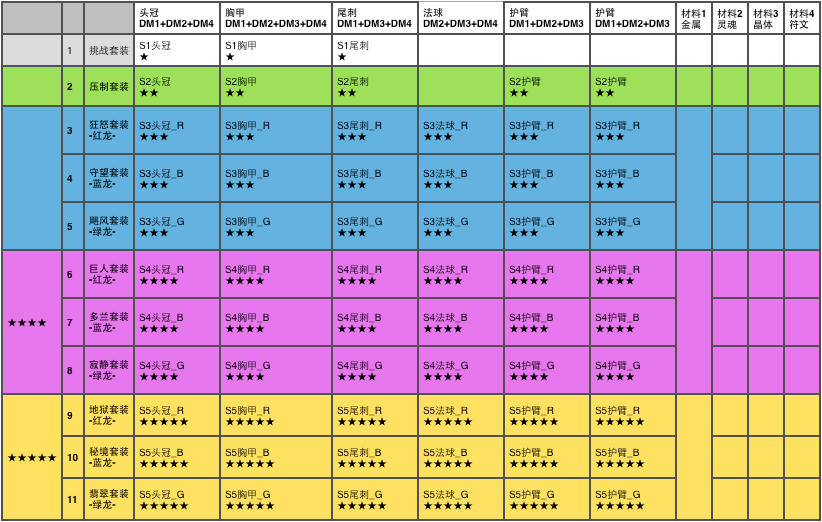 头冠
DM1+DM2+DM4
胸甲
DM1+DM2+DM3+DM4
尾刺
DM1+DM3+DM4
法球
DM2+DM3+DM4
护臂
DM1+DM2+DM3
护臂
DM1+DM2+DM3
材料1
金属
材料2
灵魂
材料3
晶体
材料4
符文
1
挑战套装
S1头冠
★
S1胸甲
★
S1尾刺
★
2
压制套装
S2头冠
★★
S2胸甲
★★
S2尾刺
★★
S2护臂
★★
S2护臂
★★
3
狂怒套装
-红龙-
S3头冠_R
★★★
S3胸甲_R
★★★
S3尾刺_R
★★★
S3法球_R
★★★
S3护臂_R
★★★
S3护臂_R
★★★
4
守望套装
-蓝龙-
S3头冠_B
★★★
S3胸甲_B
★★★
S3尾刺_B
★★★
S3法球_B
★★★
S3护臂_B
★★★
S3护臂_B
★★★
5
飓风套装
-绿龙-
S3头冠_G
★★★
S3胸甲_G
★★★
S3尾刺_G
★★★
S3法球_G
★★★
S3护臂_G
★★★
S3护臂_G
★★★
6
巨人套装
-红龙-
S4头冠_R
★★★★
S4胸甲_R
★★★★
S4尾刺_R
★★★★
S4法球_R
★★★★
S4护臂_R
★★★★
S4护臂_R
★★★★
★★★★
7
多兰套装
-蓝龙-
S4头冠_B
★★★★
S4胸甲_B
★★★★
S4尾刺_B
★★★★
S4法球_B
★★★★
S4护臂_B
★★★★
S4护臂_B
★★★★
8
寂静套装
-绿龙-
S4头冠_G
★★★★
S4胸甲_G
★★★★
S4尾刺_G
★★★★
S4法球_G
★★★★
S4护臂_G
★★★★
S4护臂_G
★★★★
9
地狱套装
-红龙-
S5头冠_R
★★★★★
S5胸甲_R
★★★★★
S5尾刺_R
★★★★★
S5法球_R
★★★★★
S5护臂_R
★★★★★
S5护臂_R
★★★★★
★★★★★
10
秘境套装
-蓝龙-
S5头冠_B
★★★★★
S5胸甲_B
★★★★★
S5尾刺_B
★★★★★
S5法球_B
★★★★★
S5护臂_B
★★★★★
S5护臂_B
★★★★★
11
翡翠套装
-绿龙-
S5头冠_G
★★★★★
S5胸甲_G
★★★★★
S5尾刺_G
★★★★★
S5法球_G
★★★★★
S5护臂_G
★★★★★
S5护臂_G
★★★★★